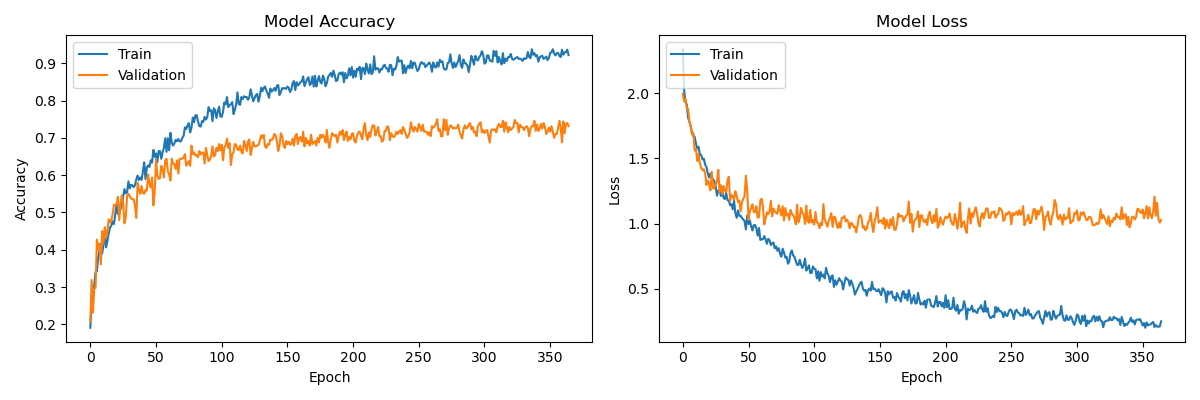 Model Accuracy
Train
Validation
0.9
0.8
0.7
0.6
0.5
0.4
0.3
0.2
Accuracy
0 50 100 150 200 250 300 350
Epoch
Model Loss
Train
Validation
2.0
1.5
1.0
0.5
Loss
0 50 100 150 200 250 300 350
Epoch